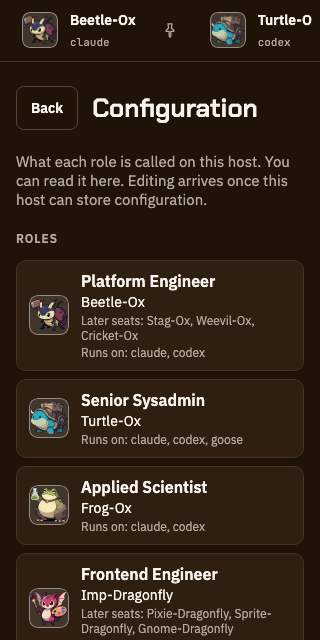 Beetle-Ox
claude
Turtle-O
codex
Back
Configuration
What each role is called on this host. You
can read it here. Editing arrives once this
host can store configuration.
ROLES
Platform Engineer
Beetle-Ox
Later seats: Stag-Ox, Weevil-Ox,
Cricket-Ox
Runs on: claude, codex
Senior Sysadmin
Turtle-Ox
Runs on: claude, codex, goose
Applied Scientist
Frog-Ox
Runs on: claude, codex
Frontend Engineer
Imp-Dragonfly
Later seats: Pixie-Dragonfly, Sprite-
Dragonfly, Gnome-Dragonfly